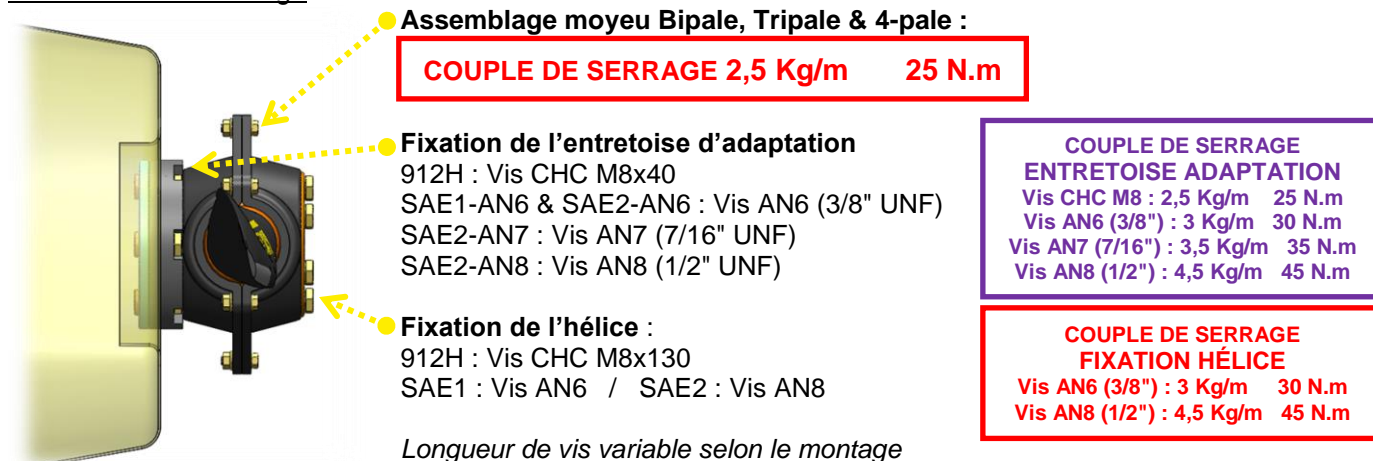 Assemblage moyeu Bipale, Tripale & 4-pale :
COUPLE DE SERRAGE 2,5 Kg/m 25 N.m
Fixation de l’entretoise d’adaptation
912H : Vis CHC M8x40
SAE1-AN6 & SAE2-AN6 : Vis AN6 (3/8" UNF)
SAE2-AN7 : Vis AN7 (7/16" UNF)
SAE2-AN8 : Vis AN8 (1/2" UNF)
COUPLE DE SERRAGE
ENTRETOISE ADAPTATION
Vis CHC M8 : 2,5 Kg/m 25 N.m
Vis AN6 (3/8") : 3 Kg/m 30 N.m
Vis AN7 (7/16") : 3,5 Kg/m 35 N.m
Vis AN8 (1/2") : 4,5 Kg/m 45 N.m
Fixation de l’hélice :
912H : Vis CHC M8x130
SAE1 : Vis AN6 / SAE2 : Vis AN8
Longueur de vis variable selon le montage
COUPLE DE SERRAGE
FIXATION HÉLICE
Vis AN6 (3/8") : 3 Kg/m 30 N.m
Vis AN8 (1/2") : 4,5 Kg/m 45 N.m